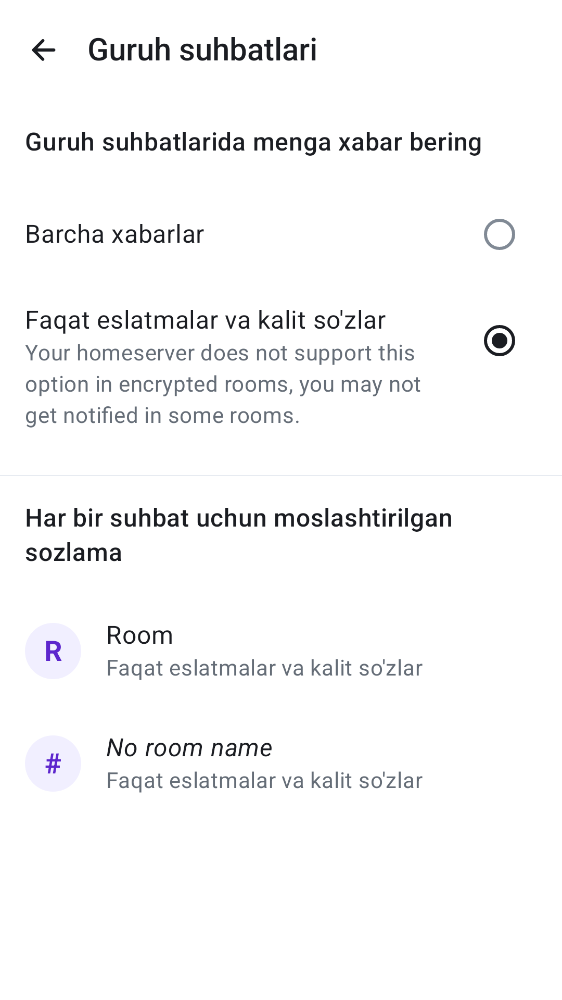 Guruh suhbatlari
Guruh suhbatlarida menga xabar bering
Barcha xabarlar
Faqat eslatmalar va kalit so'zlar
Your homeserver does not support this
option in encrypted rooms, you may not
get notified in some rooms.
Har bir suhbat uchun moslashtirilgan
sozlama
R
Room
Faqat eslatmalar va kalit so'zlar
#
No room name
Faqat eslatmalar va kalit so'zlar